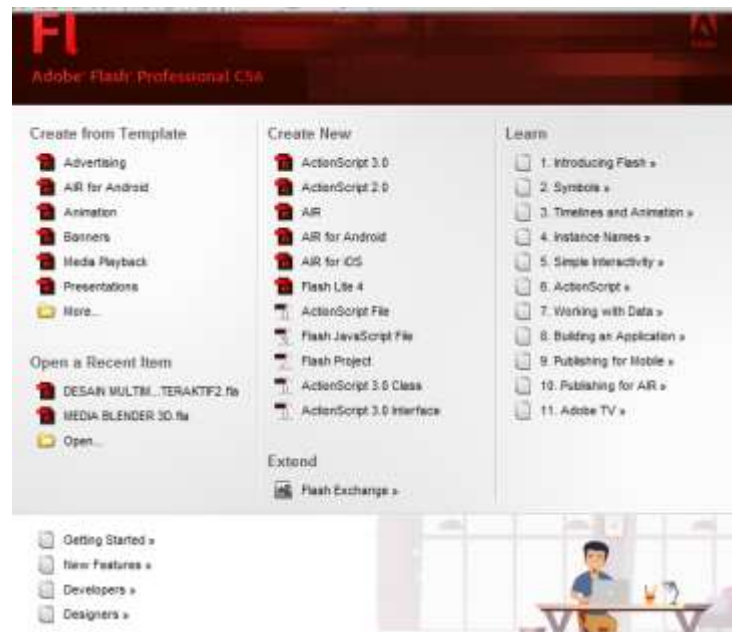 Fl
Adobe® Flash® Professional CS6
Adobe
Create from Template
Advertising
AIR for Android
Animation
Banners
Media Playback
Presentations
More...
Open a Recent Item
DESAIN MULTIM...TERAKTIF2.fla
MEDIA BLENDER 3D.fla
Open...
Create New
ActionScript 3.0
ActionScript 2.0
AIR
AIR for Android
AIR for iOS
Flash Lite 4
ActionScript File
Flash JavaScript File
Flash Project
ActionScript 3.0 Class
ActionScript 3.0 Interface
Extend
Flash Exchange »
Learn
1. Introducing Flash »
2. Symbols »
3. Timelines and Animation »
4. Instance Names »
5. Simple Interactivity »
6. ActionScript »
7. Working with Data »
8. Building an Application »
9. Publishing for Mobile »
10. Publishing for AIR »
11. Adobe TV »
Getting Started »
New Features »
Developers »
Designers »